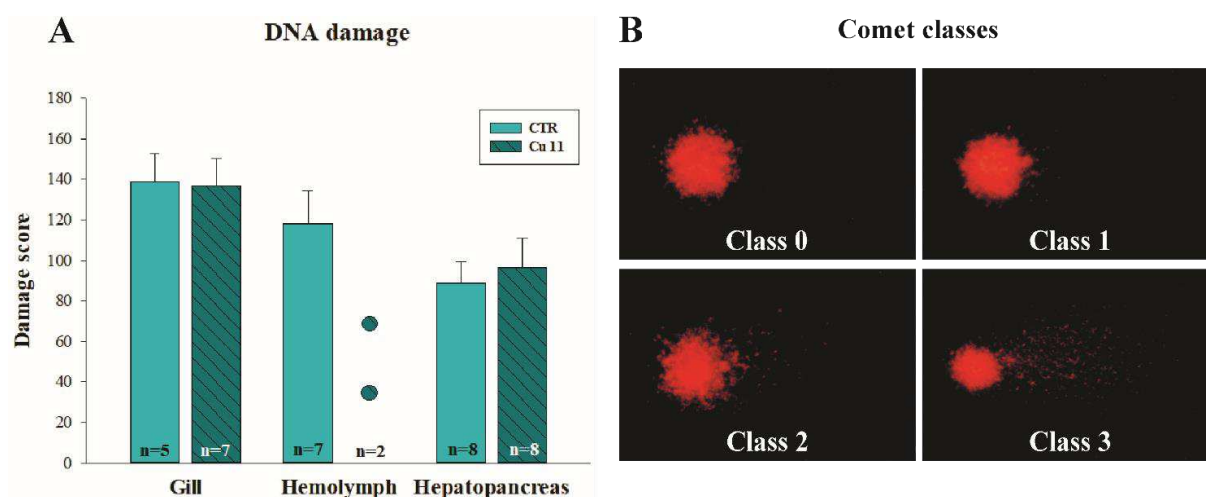 A
DNA damage
Damage score
180
160
140
120
100
80
60
40
20
0
CTR
Cu 11
n=5
n=7
n=7
n=2
n=8
n=8
Gill
Hemolymph
Hepatopancreas
B
Comet classes
Class 0
Class 1
Class 2
Class 3